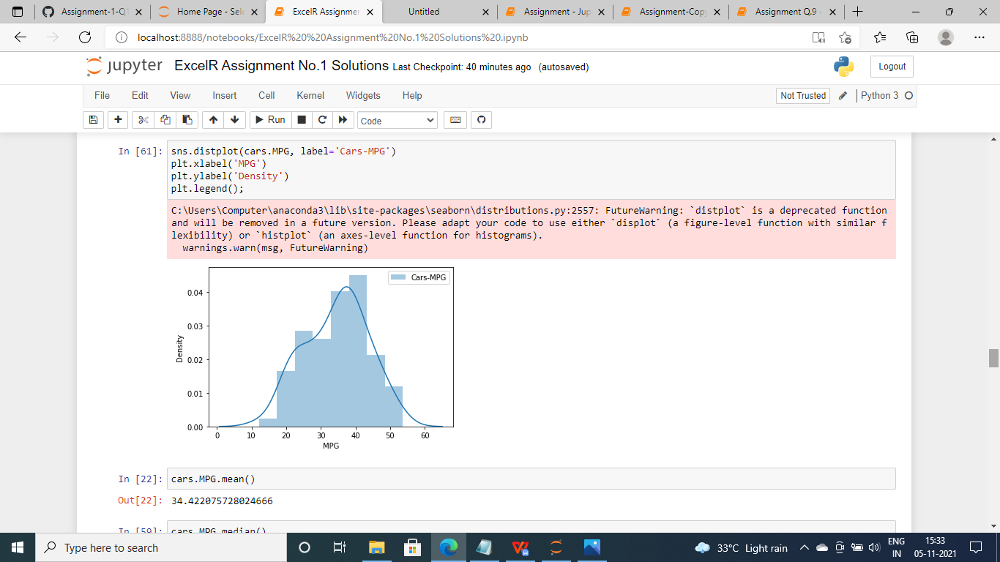 Assignment-1-Q1
Home Page - Sele
ExcelR Assignmen
Untitled
Assignment - Jup
Assignment-Copy
Assignment Q.9 -
localhost:8888/notebooks/ExcelR%20%20Assignment%20No.1%20Solutions%20.ipynb
jupyter ExcelR Assignment No.1 Solutions Last Checkpoint: 40 minutes ago (autosaved)
Logout
File Edit View Insert Cell Kernel Widgets Help
Not Trusted
Python 3
Run
Code
In [61]:
sns.distplot(cars.MPG, label='Cars-MPG')
plt.xlabel('MPG')
plt.ylabel('Density')
plt.legend();
C:\Users\Computer\anaconda3\lib\site-packages\seaborn\distributions.py:2557: FutureWarning: `distplot` is a deprecated function
and will be removed in a future version. Please adapt your code to use either `displot` (a figure-level function with similar f
lexibility) or `histplot` (an axes-level function for histograms).
warnings.warn(msg, FutureWarning)
Cars-MPG
0.04
0.03
0.02
0.01
0.00
Density
0 10 20 30 40 50 60
MPG
In [22]: cars.MPG.mean()
Out[22]: 34.422075728024666
In [59]: cars.MPG.median()
Type here to search
33°C Light rain
ENG
IN
15:33
05-11-2021